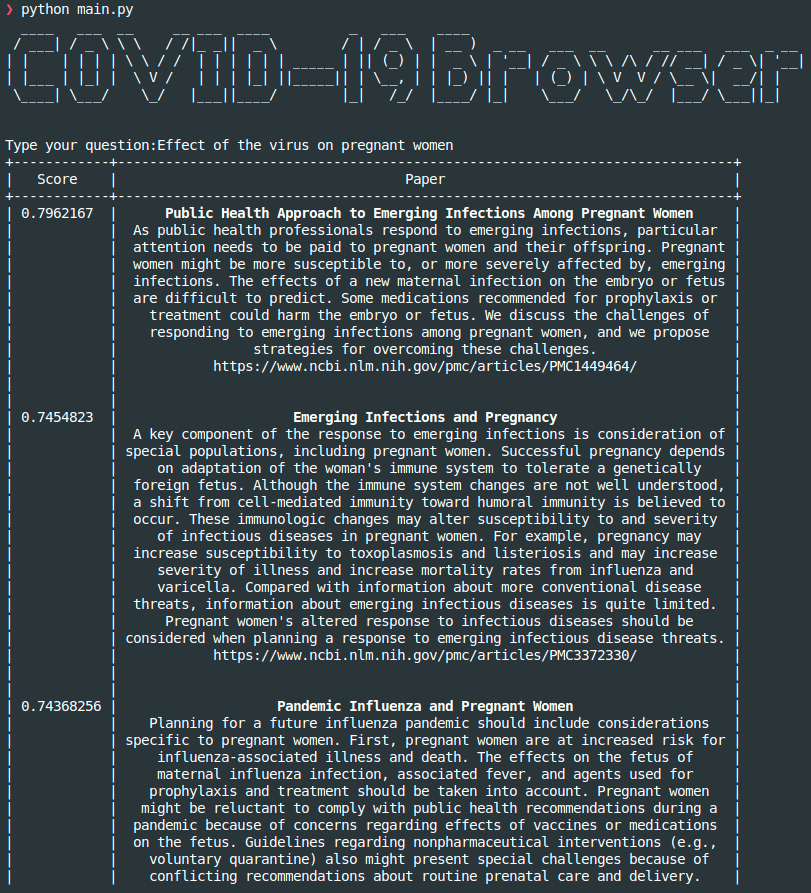 ❯ python main.py
COVID-19 Browser
Type your question:Effect of the virus on pregnant women
Score Paper
0.7962167 Public Health Approach to Emerging Infections Among Pregnant Women
As public health professionals respond to emerging infections, particular
attention needs to be paid to pregnant women and their offspring. Pregnant
women might be more susceptible to, or more severely affected by, emerging
infections. The effects of a new maternal infection on the embryo or fetus
are difficult to predict. Some medications recommended for prophylaxis or
treatment could harm the embryo or fetus. We discuss the challenges of
responding to emerging infections among pregnant women, and we propose
strategies for overcoming these challenges.
https://www.ncbi.nlm.nih.gov/pmc/articles/PMC1449464/
0.7454823 Emerging Infections and Pregnancy
A key component of the response to emerging infections is consideration of
special populations, including pregnant women. Successful pregnancy depends
on adaptation of the woman's immune system to tolerate a genetically
foreign fetus. Although the immune system changes are not well understood,
a shift from cell-mediated immunity toward humoral immunity is believed to
occur. These immunologic changes may alter susceptibility to and severity
of infectious diseases in pregnant women. For example, pregnancy may
increase susceptibility to toxoplasmosis and listeriosis and may increase
severity of illness and increase mortality rates from influenza and
varicella. Compared with information about more conventional disease
threats, information about emerging infectious diseases is quite limited.
Pregnant women's altered response to infectious diseases should be
considered when planning a response to emerging infectious disease threats.
https://www.ncbi.nlm.nih.gov/pmc/articles/PMC3372330/
0.74368256 Pandemic Influenza and Pregnant Women
Planning for a future influenza pandemic should include considerations
specific to pregnant women. First, pregnant women are at increased risk for
influenza-associated illness and death. The effects on the fetus of
maternal influenza infection, associated fever, and agents used for
prophylaxis and treatment should be taken into account. Pregnant women
might be reluctant to comply with public health recommendations during a
pandemic because of concerns regarding effects of vaccines or medications
on the fetus. Guidelines regarding nonpharmaceutical interventions (e.g.,
voluntary quarantine) also might present special challenges because of
conflicting recommendations about routine prenatal care and delivery.